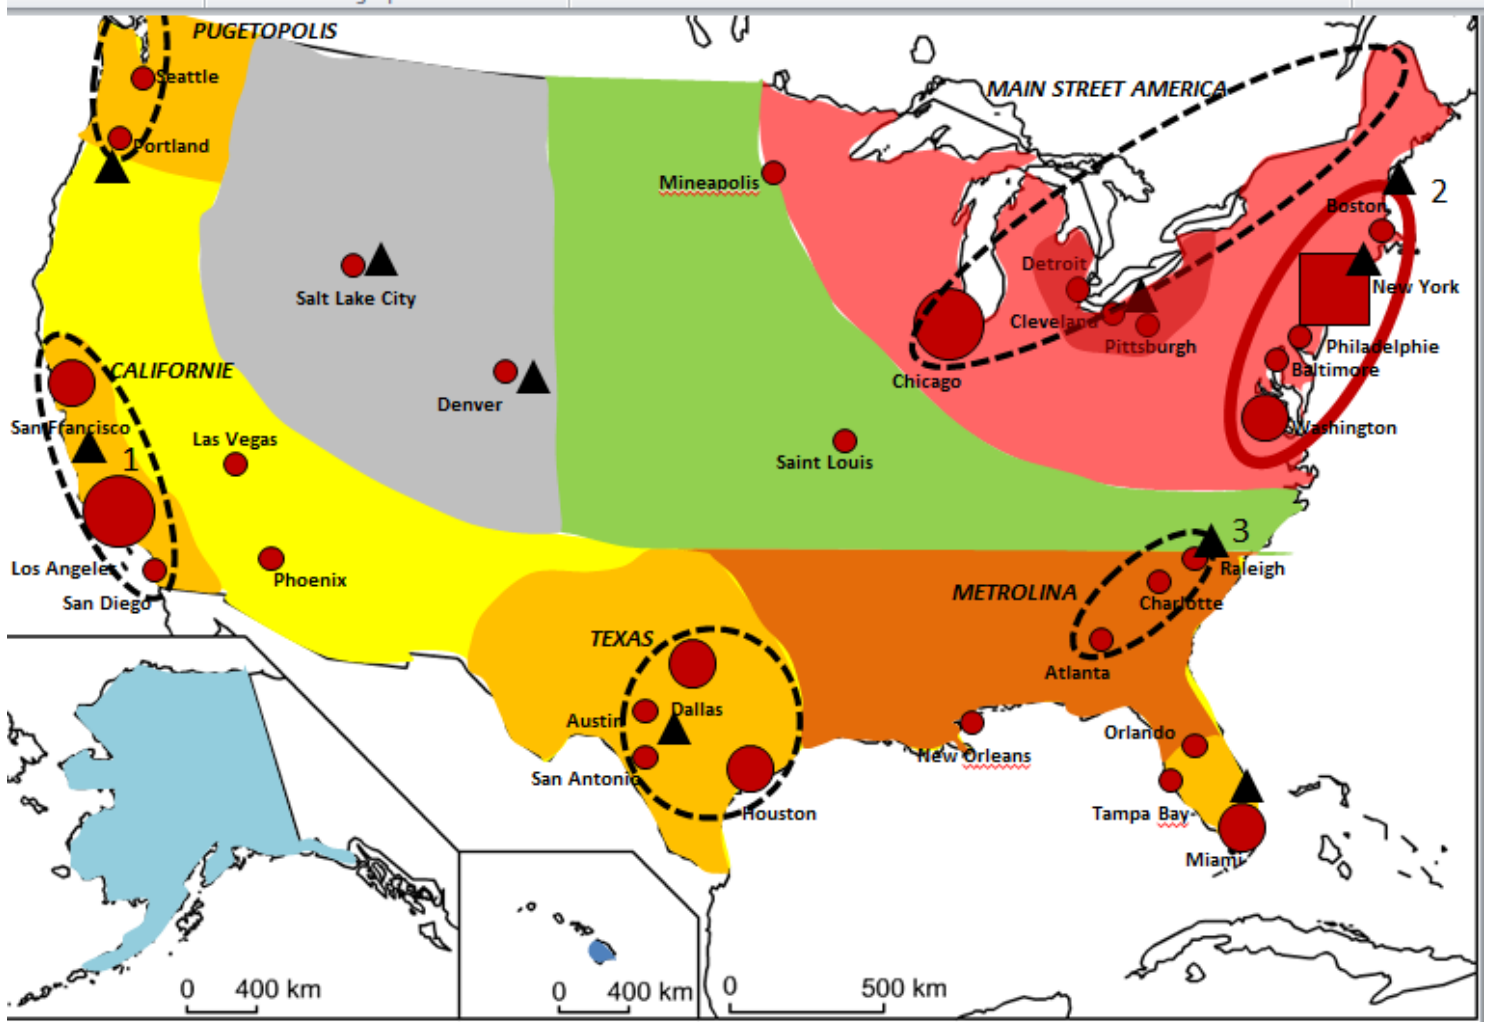 PUGETOPOLIS
Seattle
MAIN STREET AMERICA
Portland
Mineapolis
2
Boston
Detroit
Salt Lake City
New York
Cleveland
Pittsburgh
Philadelphie
CALIFORNIE
Baltimore
Chicago
Denver
San Francisco
Washington
Las Vegas
1
Saint Louis
3
Los Angeles
Phoenix
Raleigh
San Diego
METROLINA
Charlotte
TEXAS
Atlanta
Austin
Dallas
Orlando
New Orleans
San Antonio
Houston
Tampa Bay
Miami
0 400 km
0 400 km
0 500 km